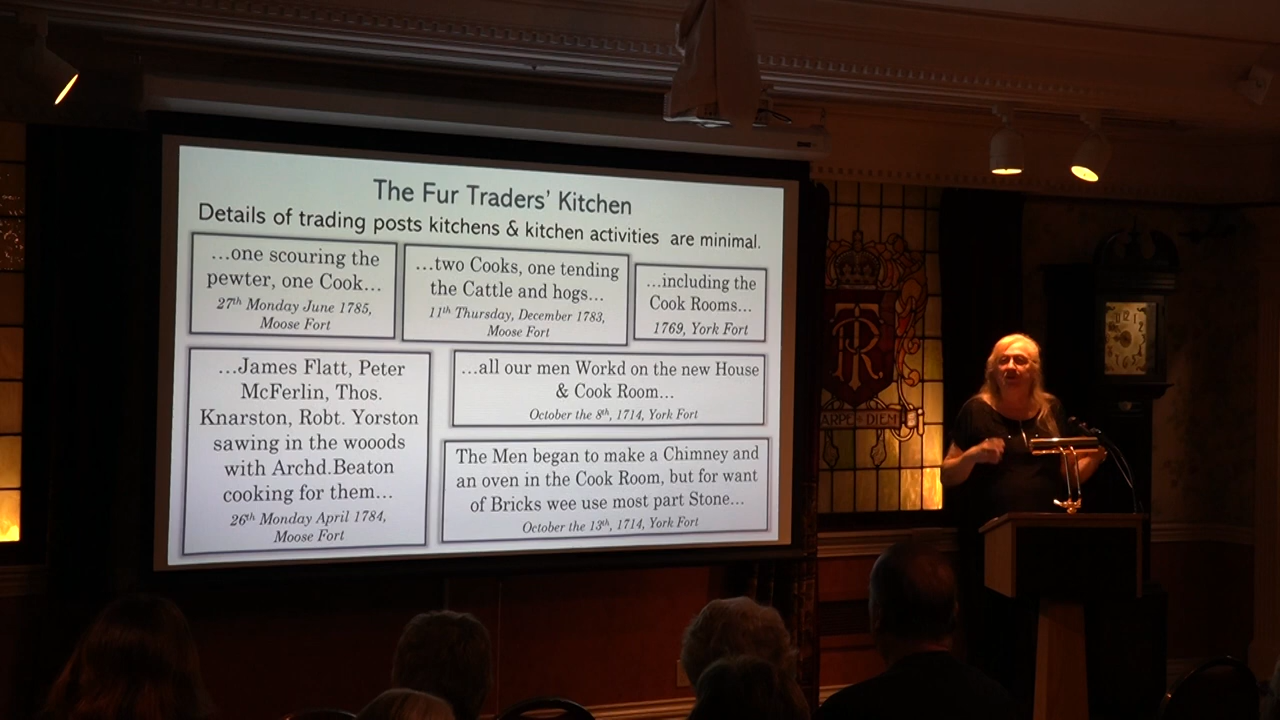 The Fur Traders' Kitchen
Details of trading posts kitchens & kitchen activities are minimal.
...one scouring the
pewter, one Cook...
27th Monday June 1785,
Moose Fort
...two Cooks, one tending
the Cattle and hogs...
11th Thursday, December 1783,
Moose Fort
...including the
Cook Rooms...
1769, York Fort
...James Flatt, Peter
McFerlin, Thos.
Knarston, Robt. Yorston
sawing in the wooods
with Archd.Beaton
cooking for them...
26th Monday April 1784,
Moose Fort
...all our men Workd on the new House
& Cook Room...
October the 8th, 1714, York Fort
The Men began to make a Chimney and
an oven in the Cook Room, but for want
of Bricks wee use most part Stone...
October the 13th, 1714, York Fort
ARPE DIEM